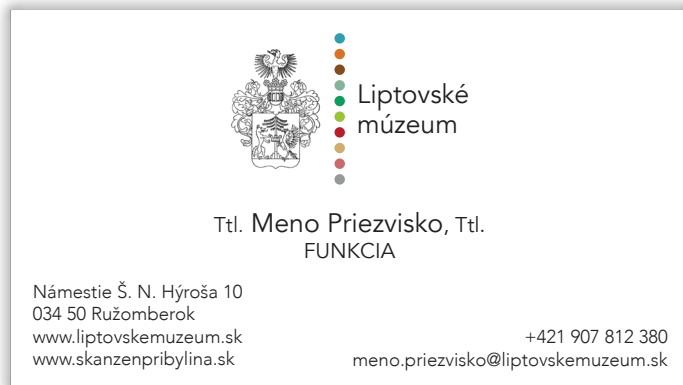 Liptovské
múzeum
Ttl. Meno Priezvisko, Ttl.
FUNKCIA
Námestie Š. N. Hýroša 10
034 50 Ružomberok
www.liptovskemuzeum.sk
www.skanzenpribylina.sk
+421 907 812 380
meno.priezvisko@liptovskemuzeum.sk